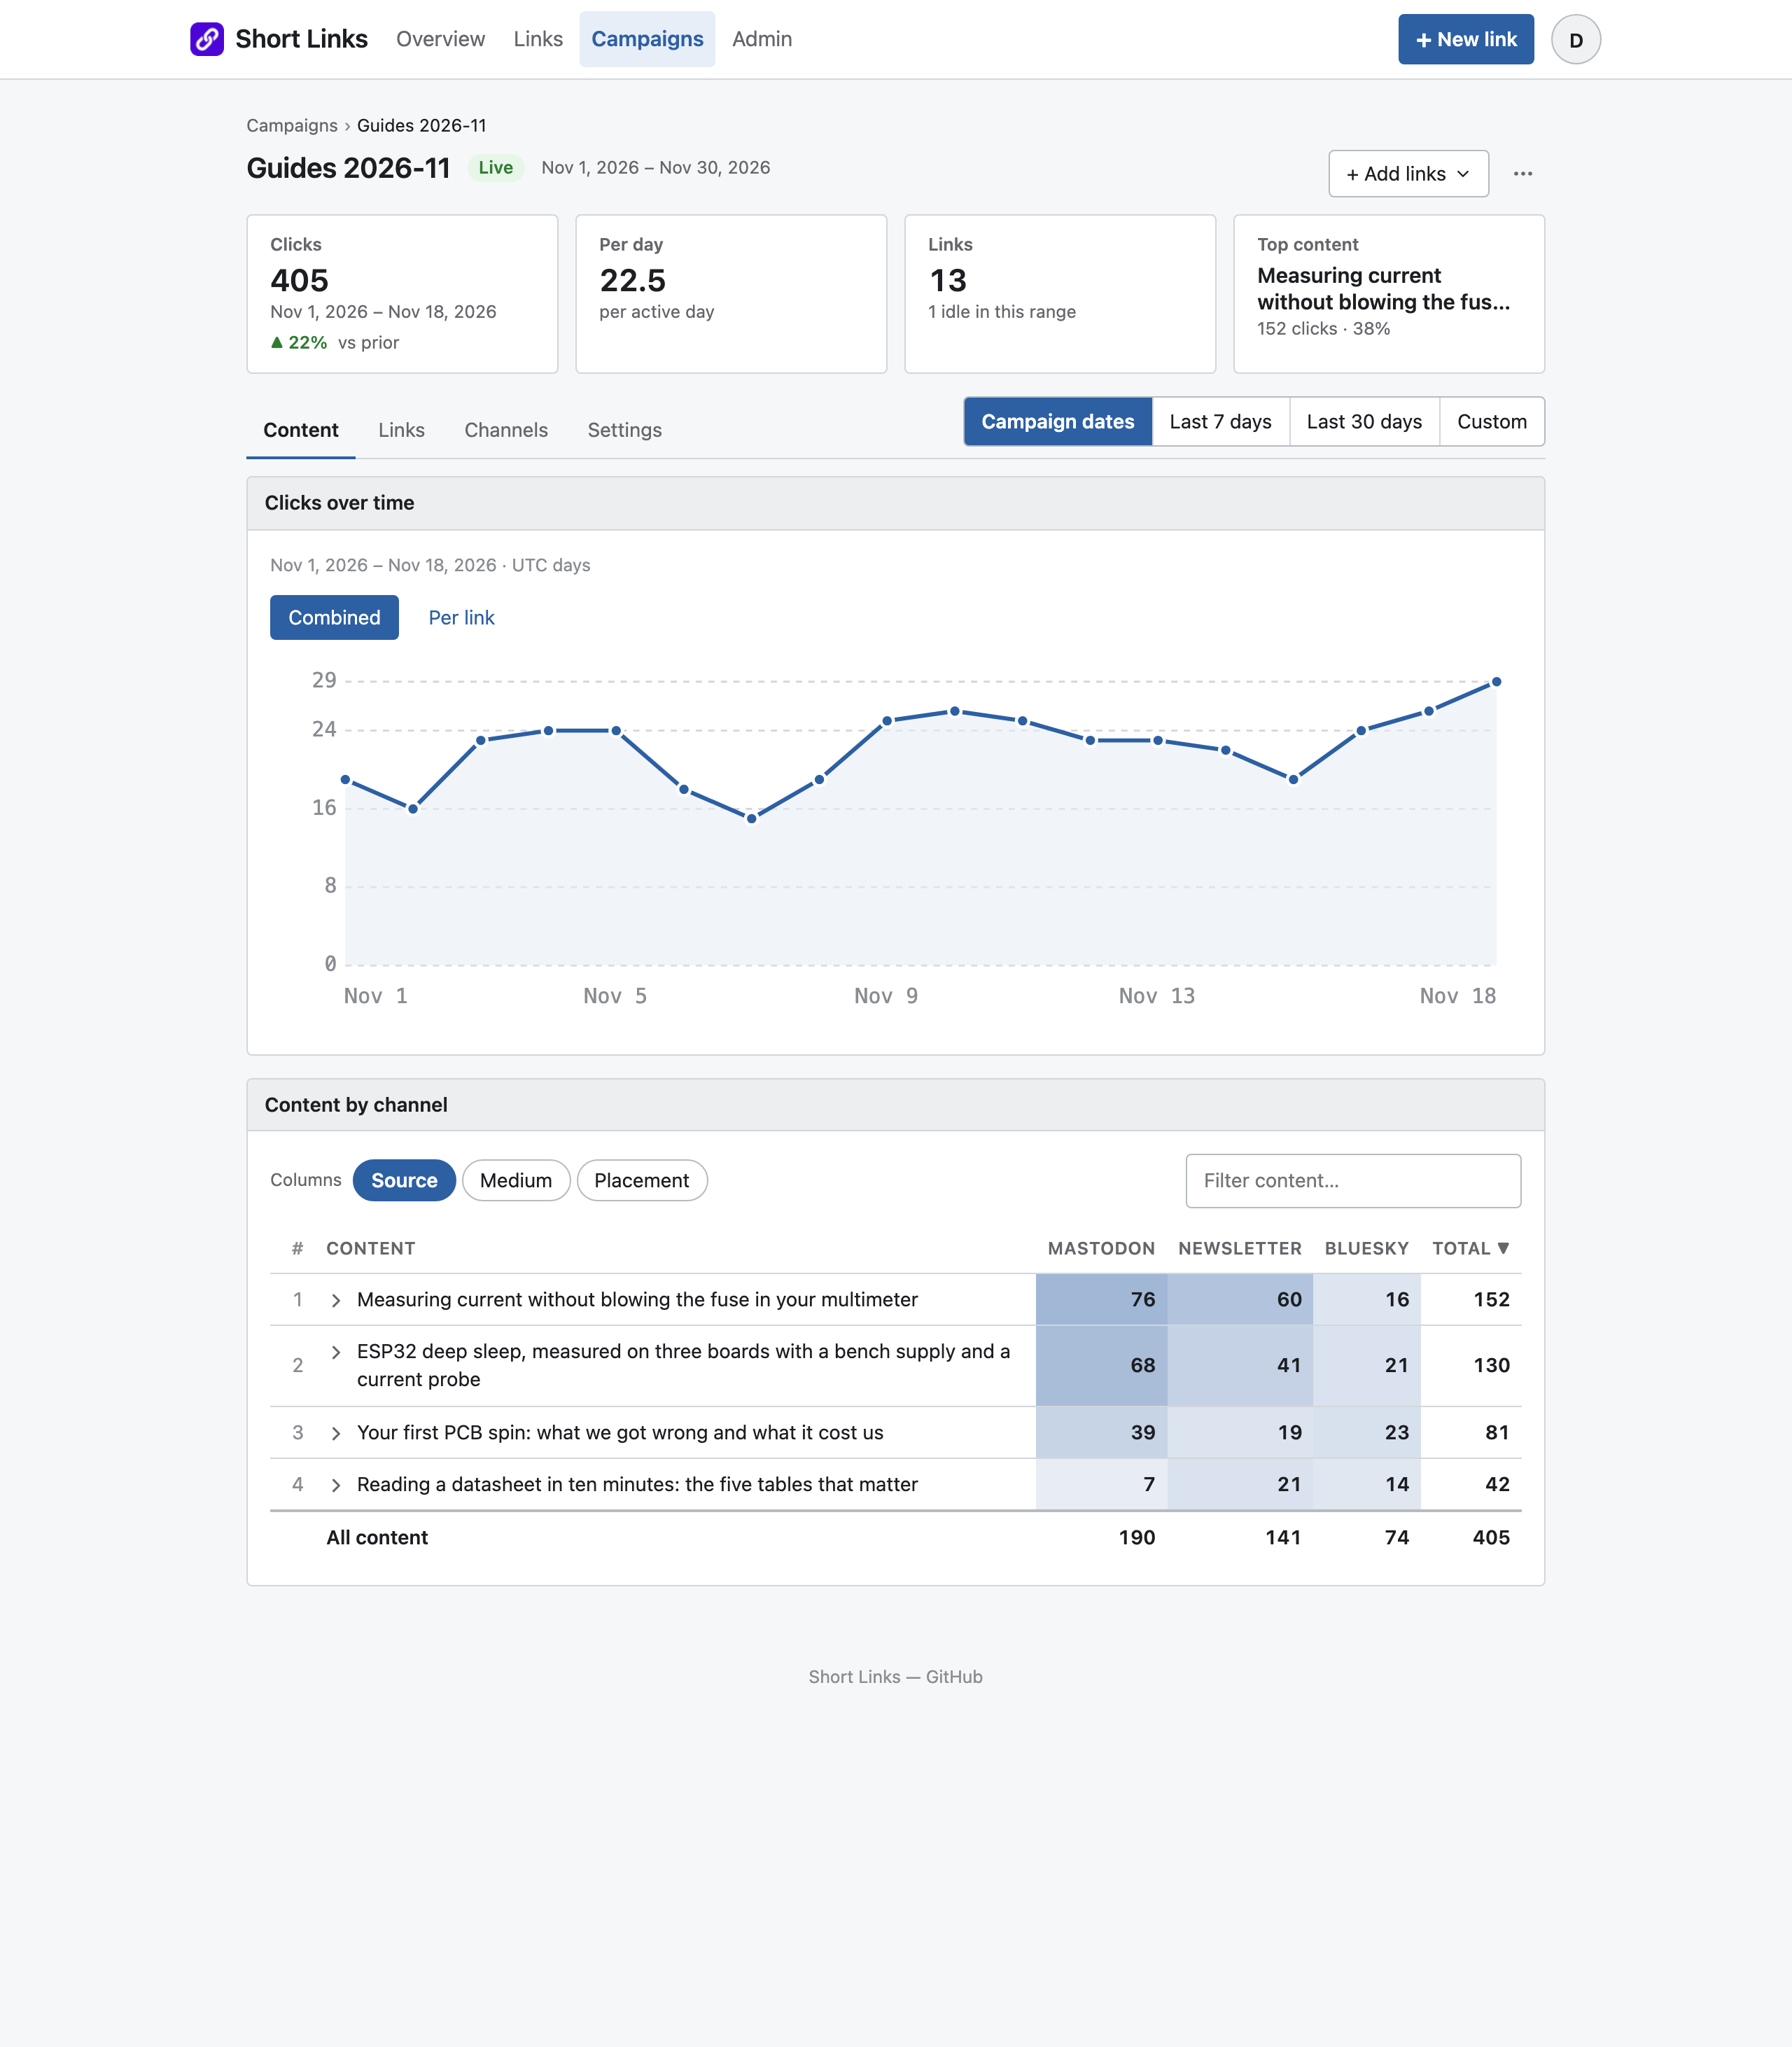 Short Links
Overview
Links
Campaigns
Admin
+ New link
D
Campaigns › Guides 2026-11
Guides 2026-11
Live
Nov 1, 2026 – Nov 30, 2026
+ Add links
Clicks
405
Nov 1, 2026 – Nov 18, 2026
▲ 22% vs prior
Per day
22.5
per active day
Links
13
1 idle in this range
Top content
Measuring current
without blowing the fus...
152 clicks · 38%
Content
Links
Channels
Settings
Campaign dates
Last 7 days
Last 30 days
Custom
Clicks over time
Nov 1, 2026 – Nov 18, 2026 · UTC days
Combined
Per link
29
24
16
8
0
Nov 1
Nov 5
Nov 9
Nov 13
Nov 18
Content by channel
Columns
Source
Medium
Placement
Filter content...
# CONTENT MASTODON NEWSLETTER BLUESKY TOTAL ▼
1 Measuring current without blowing the fuse in your multimeter 76 60 16 152
2 ESP32 deep sleep, measured on three boards with a bench supply and a
current probe 68 41 21 130
3 Your first PCB spin: what we got wrong and what it cost us 39 19 23 81
4 Reading a datasheet in ten minutes: the five tables that matter 7 21 14 42
All content 190 141 74 405
Short Links — GitHub